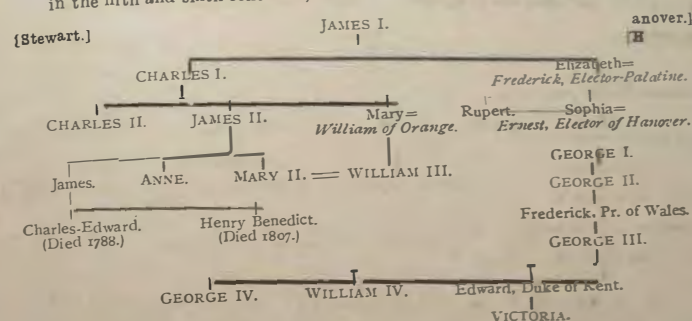 JAMES I.
{Stewart.]
anover.]
H
CHARLES I.
Elizabeth=
Frederick, Elector-Palatine.
CHARLES II. JAMES II. Mary=
William of Orange.
Rupert. Sophia=
Ernest, Elector of Hanover.
James. ANNE. MARY II. == WILLIAM III.
GEORGE I.
GEORGE II.
Charles-Edward.
(Died 1788.)
Henry Benedict.
(Died 1807.)
Frederick, Pr. of Wales.
GEORGE III.
GEORGE IV. WILLIAM IV. Edward, Duke of Kent.
VICTORIA.